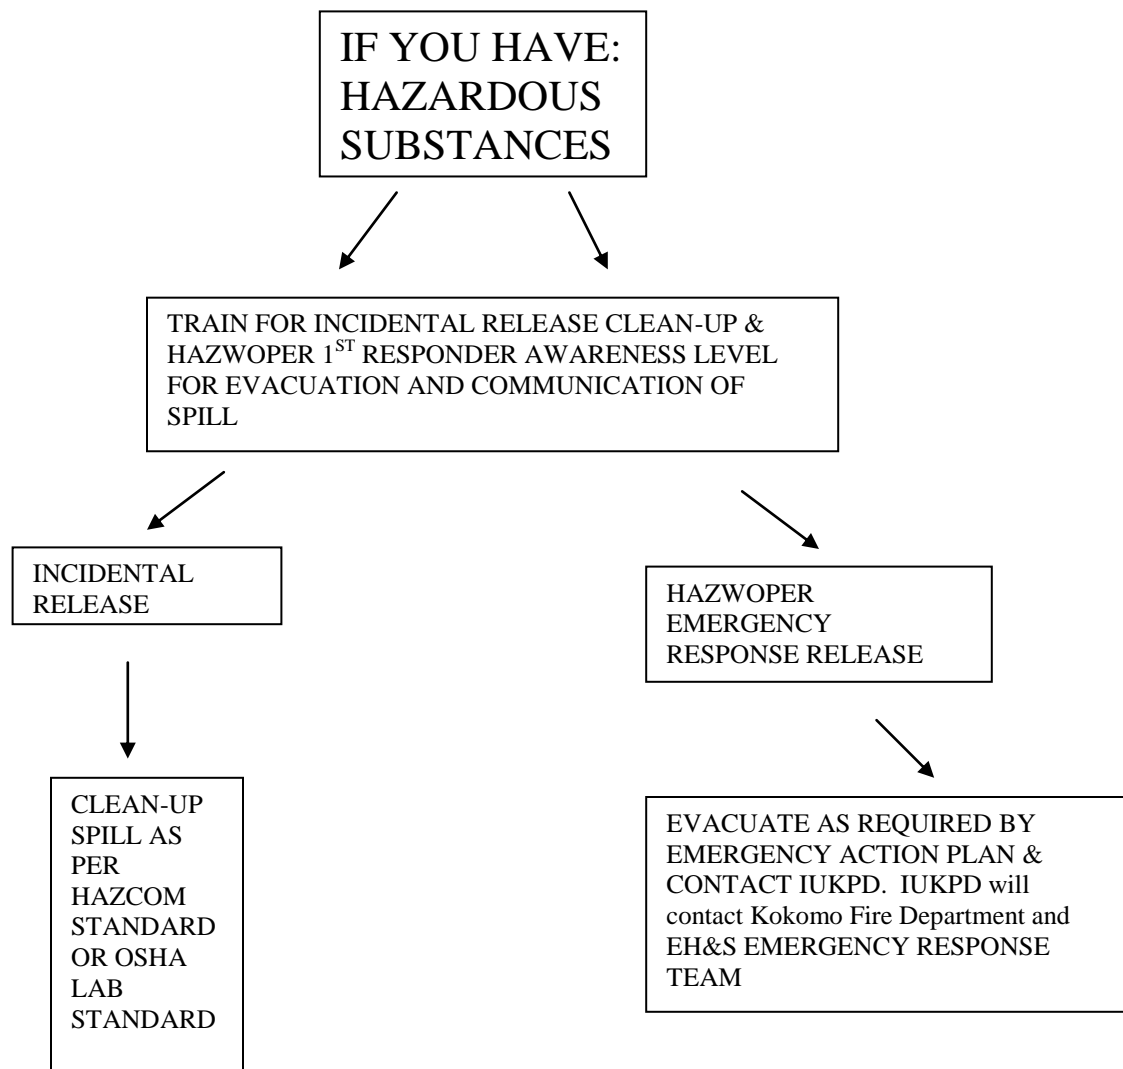 IF YOU HAVE:
HAZARDOUS
SUBSTANCES
TRAIN FOR INCIDENTAL RELEASE CLEAN-UP &
HAZWOPER 1ST RESPONDER AWARENESS LEVEL
FOR EVACUATION AND COMMUNICATION OF
SPILL
INCIDENTAL
RELEASE
HAZWOPER
EMERGENCY
RESPONSE RELEASE
CLEAN-UP
SPILL AS
PER
HAZCOM
STANDARD
OR OSHA
LAB
STANDARD
EVACUATE AS REQUIRED BY
EMERGENCY ACTION PLAN &
CONTACT IUKPD. IUKPD will
contact Kokomo Fire Department and
EH&S EMERGENCY RESPONSE
TEAM